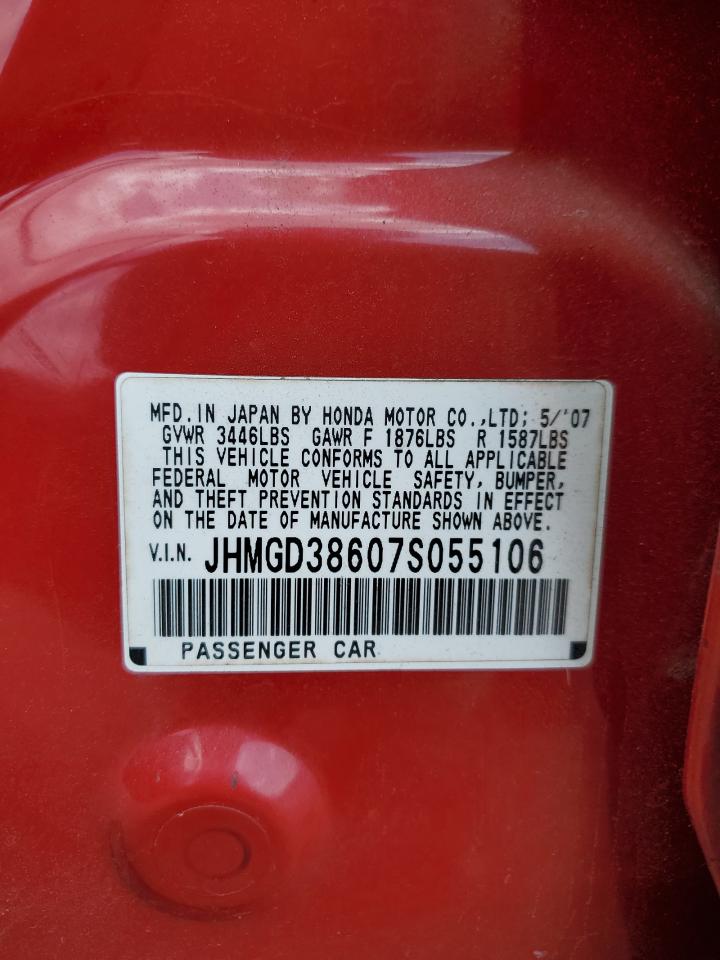 MFD. IN JAPAN BY HONDA MOTOR CO.,LTD; 5/'07
GVWR 3446LBS GAWR F 1876LBS R 1587LBS
THIS VEHICLE CONFORMS TO ALL APPLICABLE
FEDERAL MOTOR VEHICLE SAFETY, BUMPER,
AND THEFT PREVENTION STANDARDS IN EFFECT
ON THE DATE OF MANUFACTURE SHOWN ABOVE.
V.I.N. JHMGD38607S055106
PASSENGER CAR